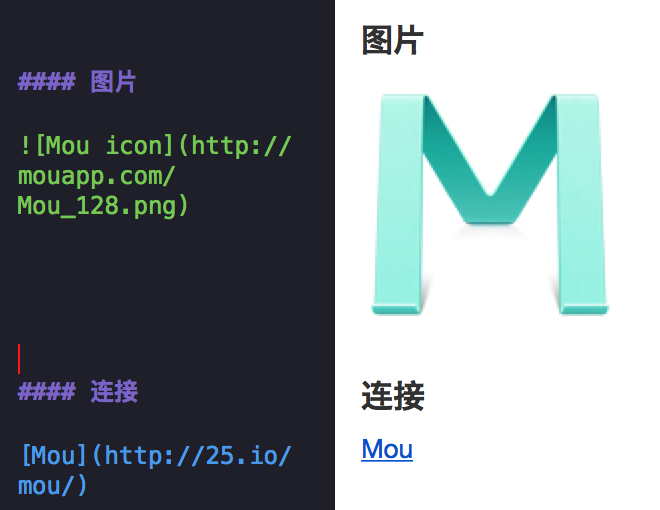 #### 图片
![Mou icon](http://
mouapp.com/
Mou_128.png)
#### 连接
[Mou](http://25.io/
mou/)
图片
M
连接
Mou